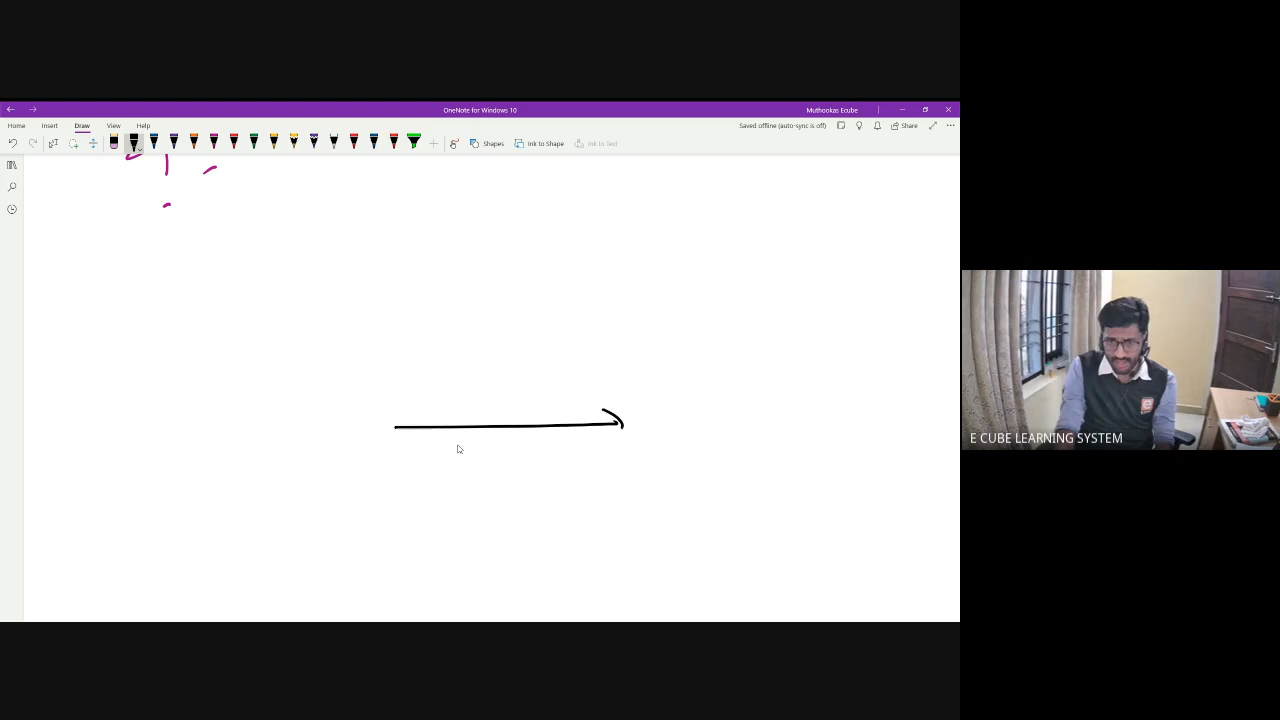 OneNote for Windows 10
Muthookas Ecube
Home Insert Draw View Help
Saved offline (auto-sync is off)
Share
Shapes
Ink to Shape
Ink to Text
E CUBE LEARNING SYSTEM